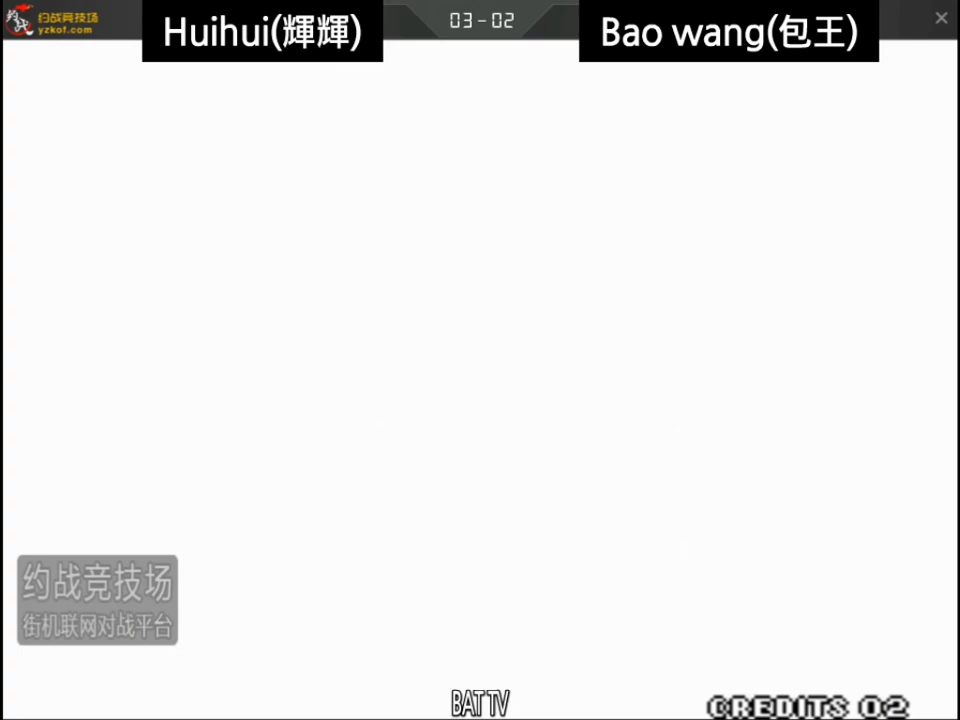 约战竞技场
yzkof.com
Huihui(輝輝)
03-02
Bao wang(包王)
×
约战竞技场
街机联网对战平台
BAT TV
CREDITS 02